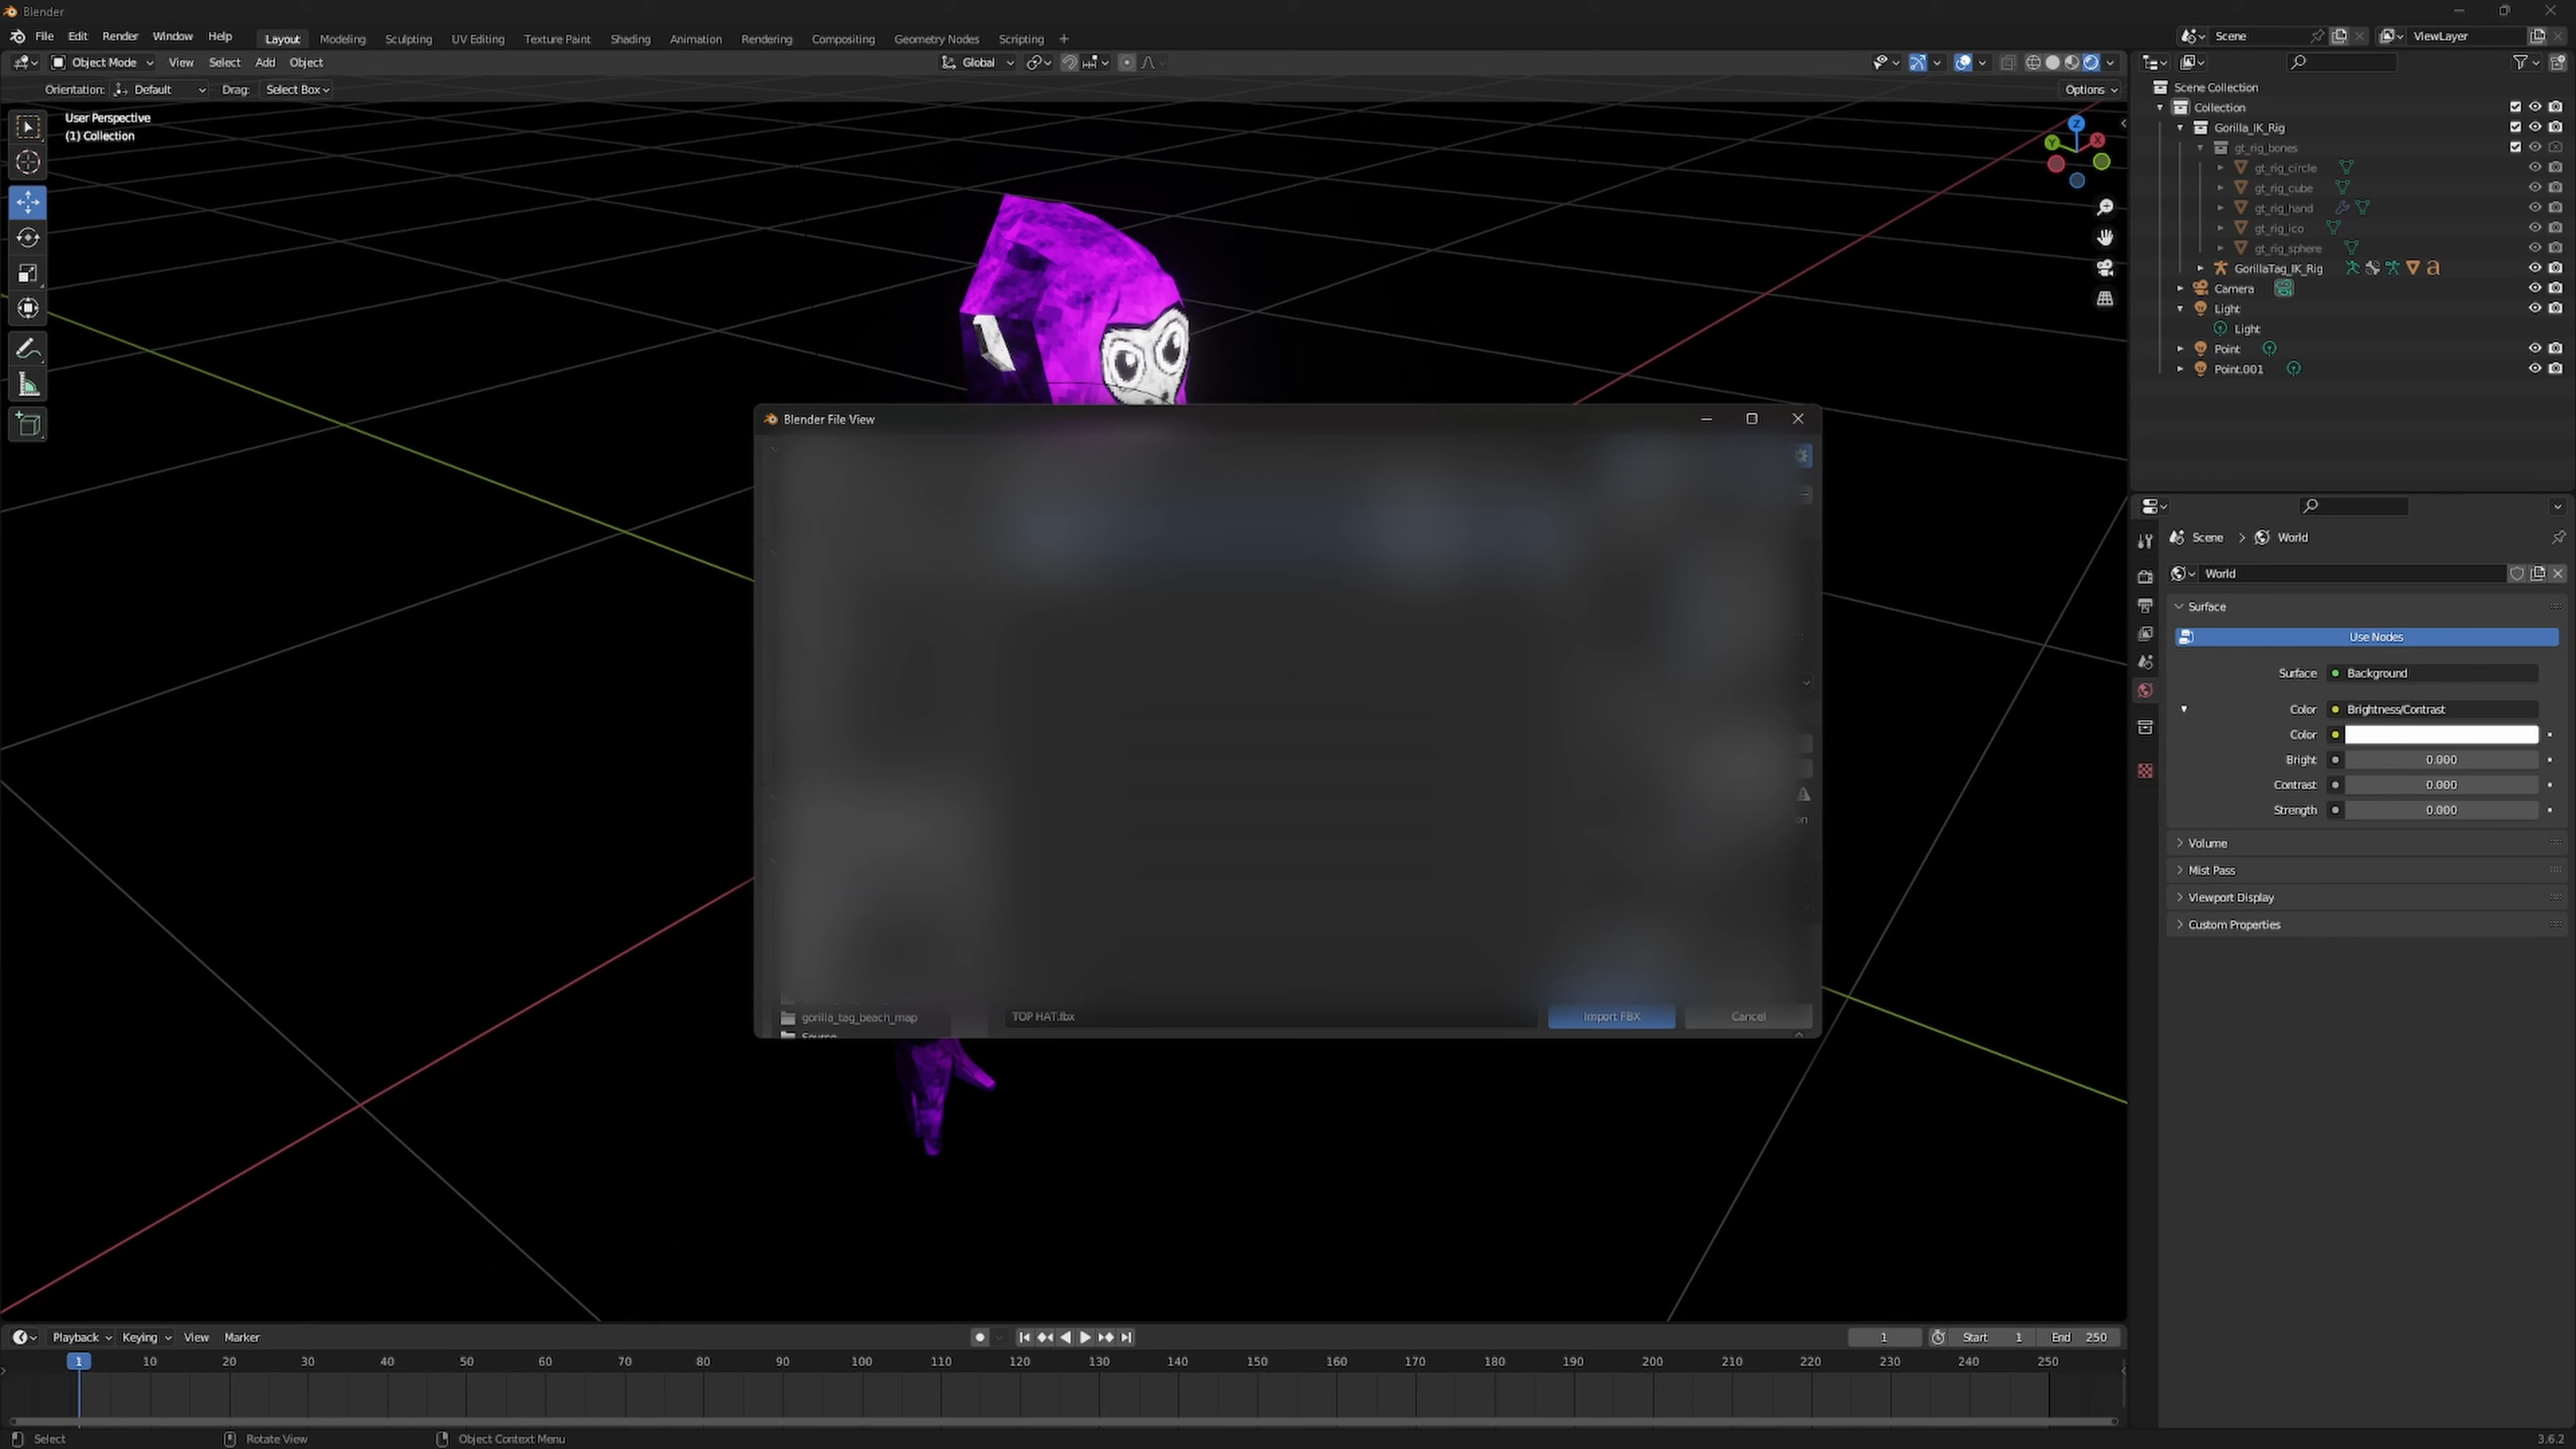 Blender
File Edit Render Window Help Layout Modeling Sculpting UV Editing Texture Paint Shading Animation Rendering Compositing Geometry Nodes Scripting + Scene ViewLayer
Object Mode View Select Add Object Global
Orientation: Default Drag: Select Box Options
User Perspective
(1) Collection
Z
Y
X
Blender File View
on
gorilla_tag_beach_map TOP HAT.fbx Import FBX Cancel
Source
Scene Collection
Collection
Gorilla_IK_Rig
gt_rig_bones
gt_rig_circle
gt_rig_cube
gt_rig_hand
gt_rig_ico
gt_rig_sphere
GorillaTag_IK_Rig
Camera
Light
Light
Point
Point.001
Scene > World
World
Surface
Use Nodes
Surface Background
Color Brightness/Contrast
Color
Bright 0.000
Contrast 0.000
Strength 0.000
Volume
Mist Pass
Viewport Display
Custom Properties
Playback Keying View Marker 1 Start 1 End 250
1 10 20 30 40 50 60 70 80 90 100 110 120 130 140 150 160 170 180 190 200 210 220 230 240 250
Select Rotate View Object Context Menu 3.6.2